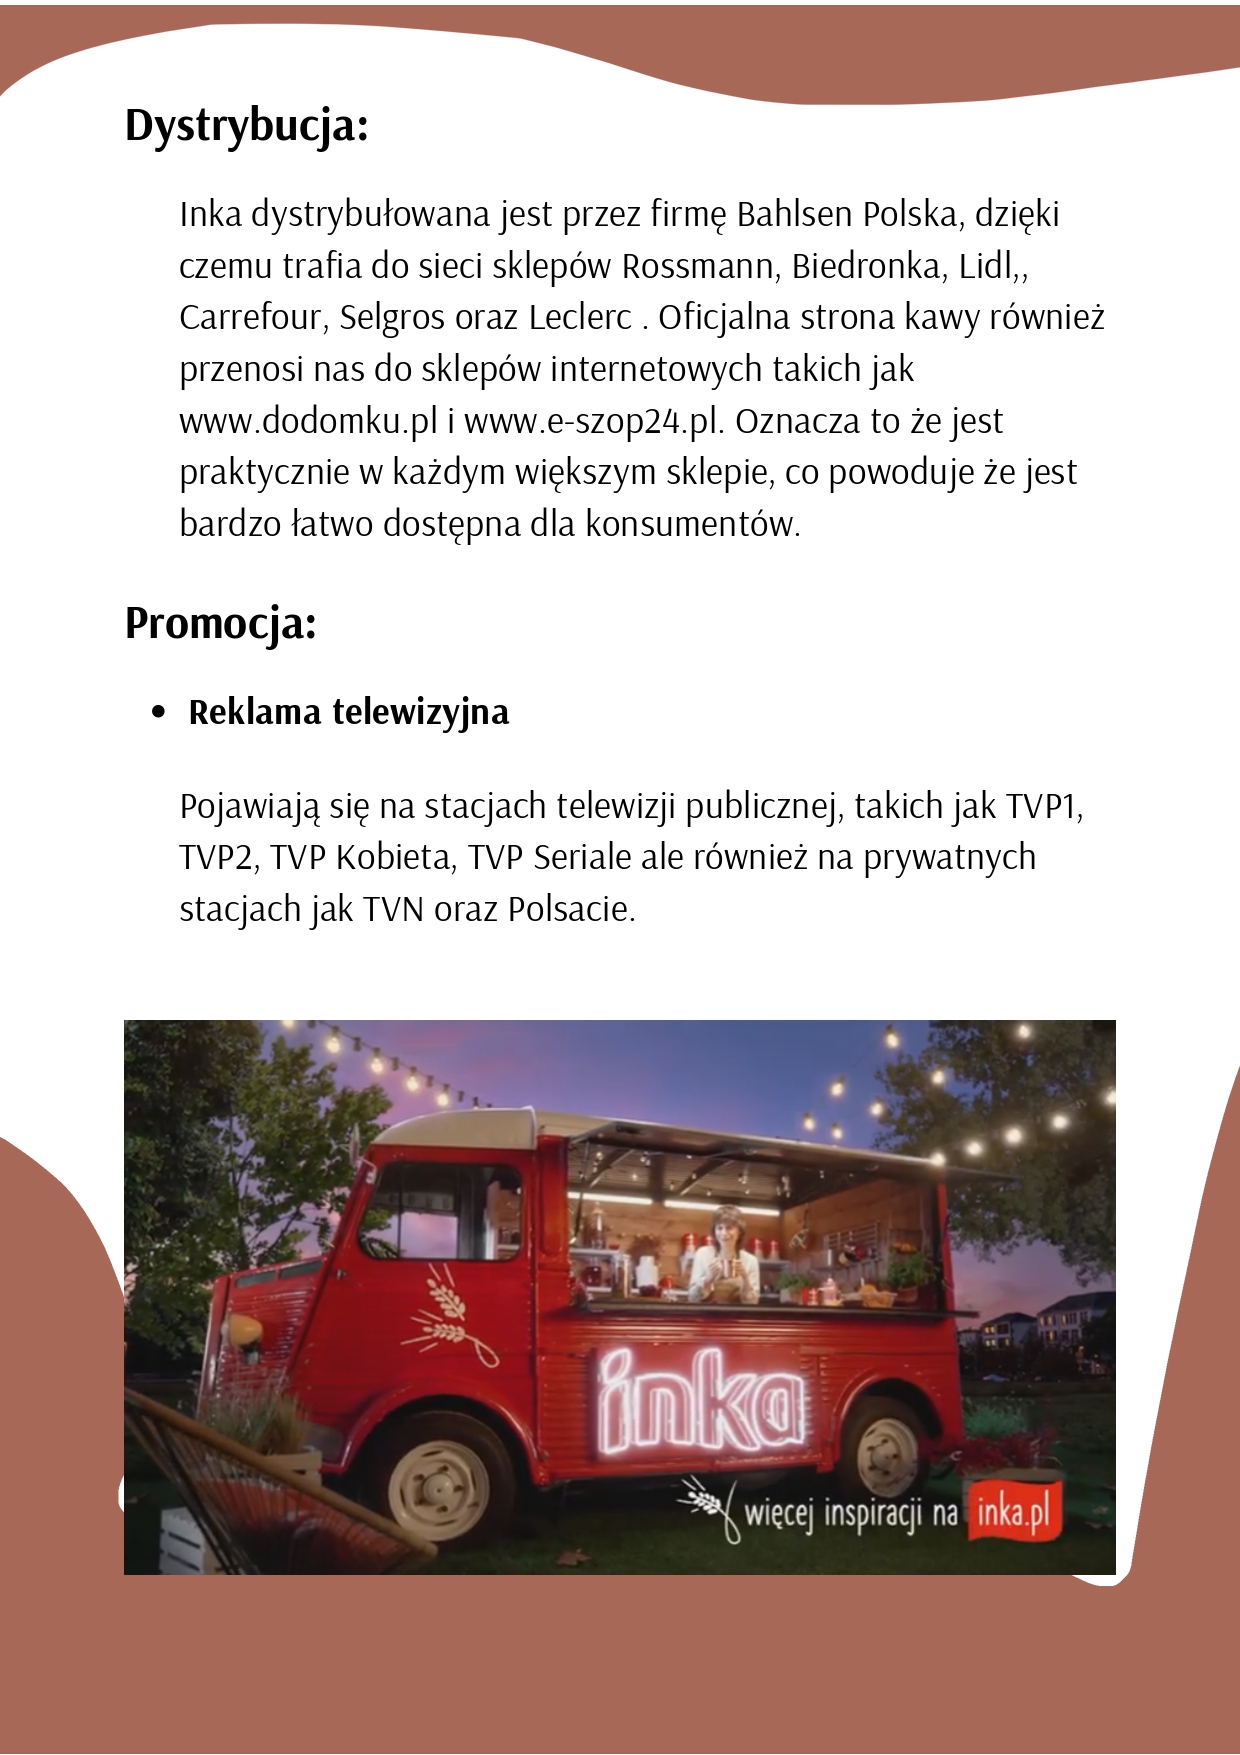 Dystrybucja:
Inka dystrybułowana jest przez firmę Bahlsen Polska, dzięki
czemu trafia do sieci sklepów Rossmann, Biedronka, Lidl,,
Carrefour, Selgros oraz Leclerc . Oficjalna strona kawy również
przenosi nas do sklepów internetowych takich jak
www.dodomku.pl i www.e-szop24.pl. Oznacza to że jest
praktycznie w każdym większym sklepie, co powoduje że jest
bardzo łatwo dostępna dla konsumentów.
Promocja:
• Reklama telewizyjna
Pojawiają się na stacjach telewizji publicznej, takich jak TVP1,
TVP2, TVP Kobieta, TVP Seriale ale również na prywatnych
stacjach jak TVN oraz Polsacie.
inka
więcej inspiracji na inka.pl